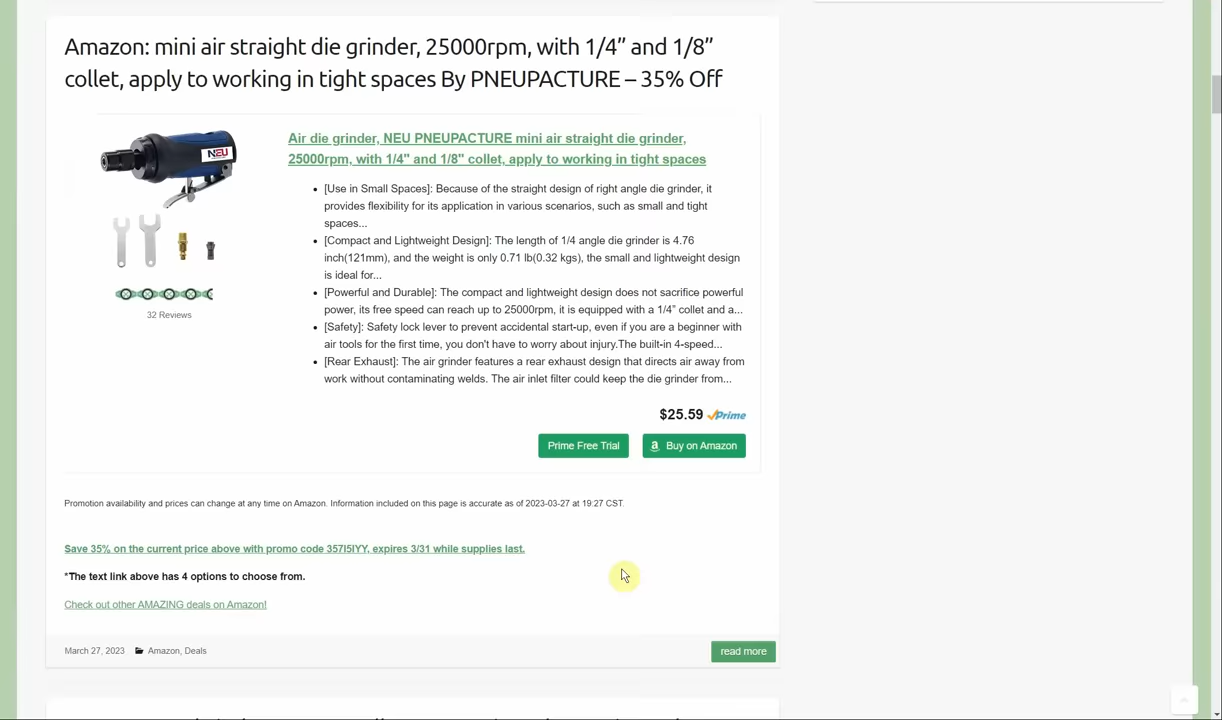 Amazon: mini air straight die grinder, 25000rpm, with 1/4” and 1/8”
collet, apply to working in tight spaces By PNEUPACTURE – 35% Off
NEU
32 Reviews
Air die grinder, NEU PNEUPACTURE mini air straight die grinder,
25000rpm, with 1/4" and 1/8" collet, apply to working in tight spaces
• [Use in Small Spaces]: Because of the straight design of right angle die grinder, it
provides flexibility for its application in various scenarios, such as small and tight
spaces...
• [Compact and Lightweight Design]: The length of 1/4 angle die grinder is 4.76
inch(121mm), and the weight is only 0.71 lb(0.32 kgs), the small and lightweight design
is ideal for...
• [Powerful and Durable]: The compact and lightweight design does not sacrifice powerful
power, its free speed can reach up to 25000rpm, it is equipped with a 1/4” collet and a...
• [Safety]: Safety lock lever to prevent accidental start-up, even if you are a beginner with
air tools for the first time, you don't have to worry about injury.The built-in 4-speed...
• [Rear Exhaust]: The air grinder features a rear exhaust design that directs air away from
work without contaminating welds. The air inlet filter could keep the die grinder from...
$25.59 Prime
Prime Free Trial
Buy on Amazon
Promotion availability and prices can change at any time on Amazon. Information included on this page is accurate as of 2023-03-27 at 19:27 CST.
Save 35% on the current price above with promo code 357I5IYY, expires 3/31 while supplies last.
*The text link above has 4 options to choose from.
Check out other AMAZING deals on Amazon!
March 27, 2023 Amazon, Deals
read more